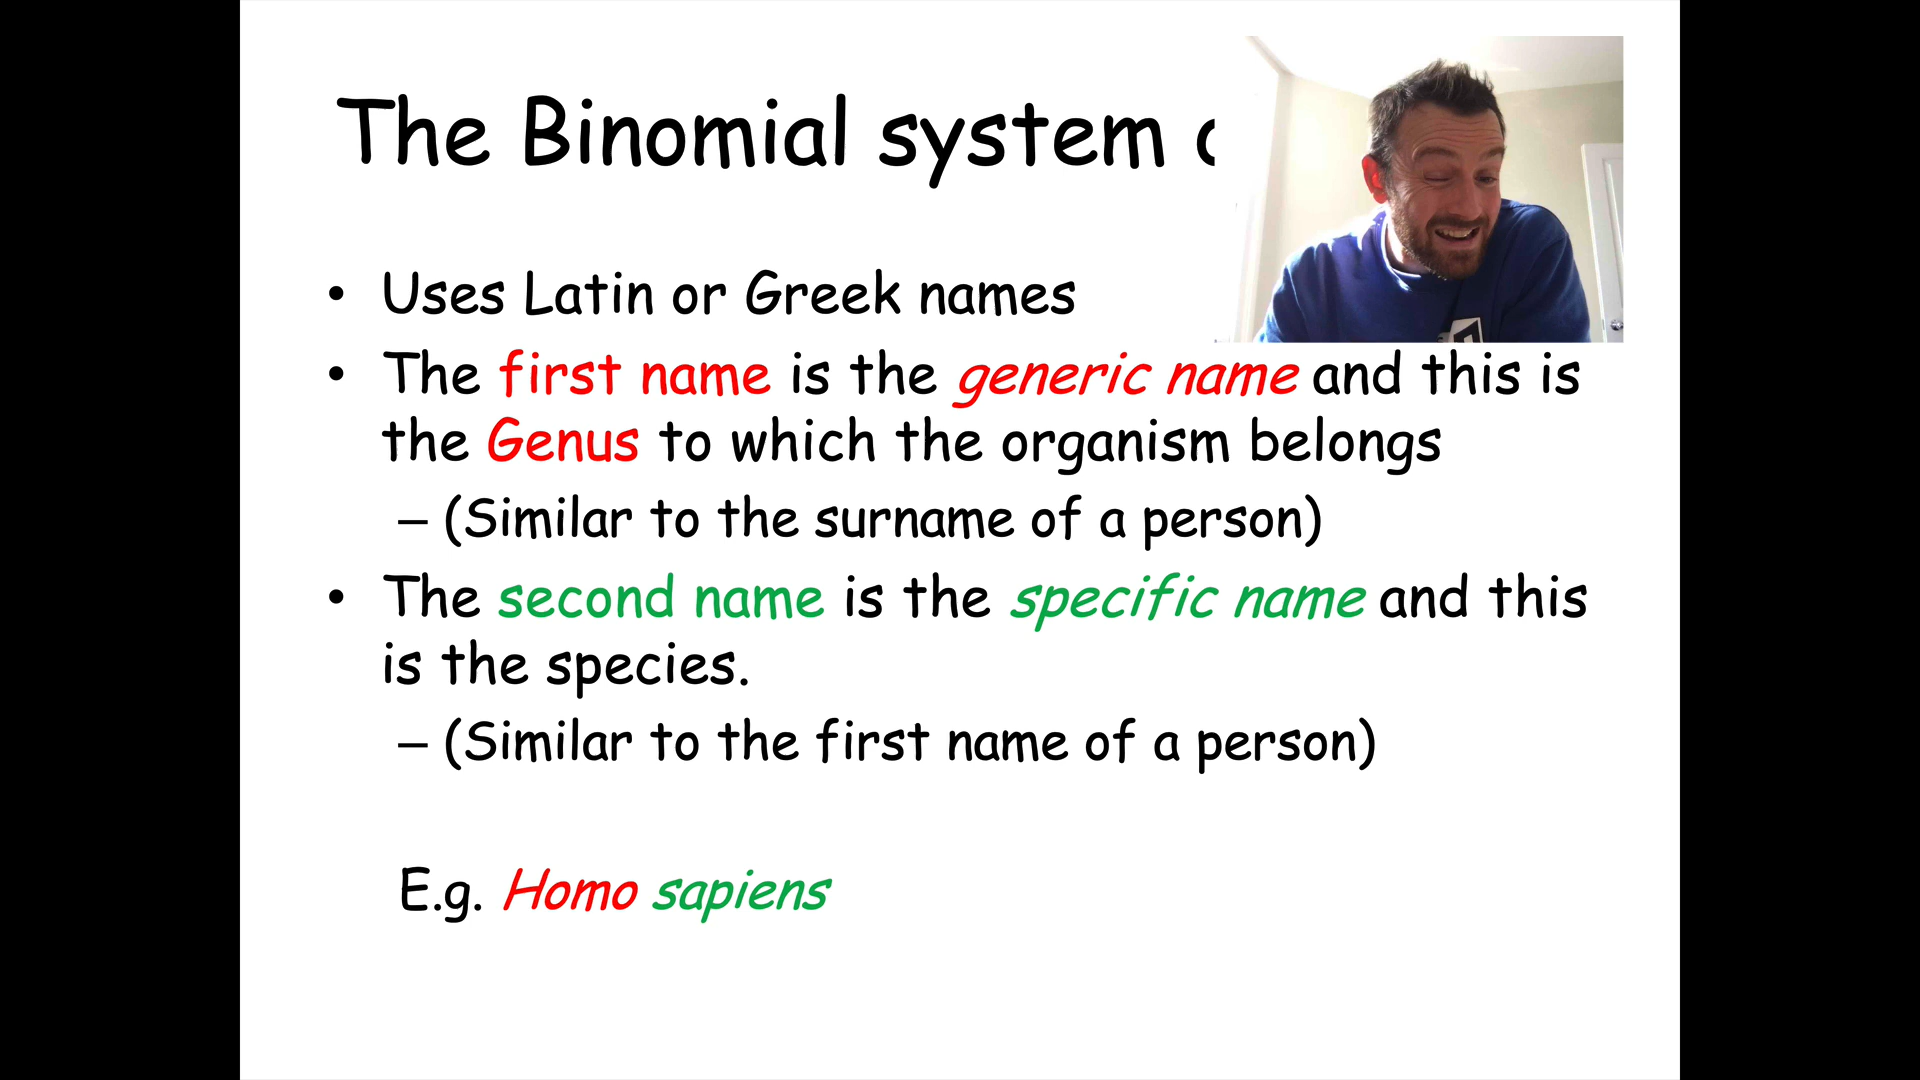 The Binomial system
• Uses Latin or Greek names
• The first name is the generic name and this is
the Genus to which the organism belongs
– (Similar to the surname of a person)
• The second name is the specific name and this
is the species.
– (Similar to the first name of a person)
E.g. Homo sapiens